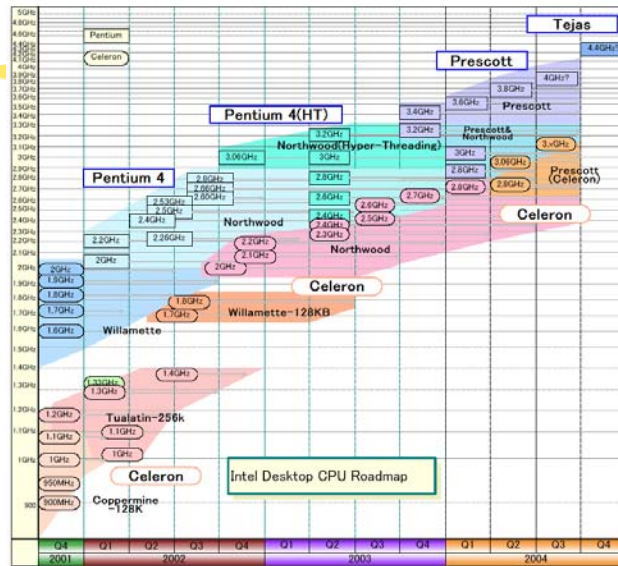 Tejas
4.4GHz?
Pentium
Celeron
Prescott
4GHz?
3.8GHz
3.6GHz
Prescott
Pentium 4(HT)
3.4GHz
3.2GHz
3.2GHz
Northwood(Hyper-Threading)
Prescott&
Northwood
3.xGHz
3.06GHz
3GHz
3GHz
3.06GHz
Prescott
(Celeron)
Pentium 4
2.8GHz
2.8GHz
2.8GHz
2.8GHz
2.8GHz
2.66GHz
2.60GHz
2.6GHz
2.7GHz
2.53GHz
2.5GHz
2.4GHz
2.6GHz
2.5GHz
Celeron
Northwood
2.4GHz
2.4GHz
2.3GHz
2.2GHz
2.26GHz
2.2GHz
2.1GHz
Northwood
2GHz
2GHz
2GHz
1.9GHz
1.8GHz
1.8GHz
Celeron
1.7GHz
1.7GHz
Willamette-128KB
1.6GHz
Willamette
1.4GHz
1.33GHz
1.3GHz
1.2GHz
Tualatin-256k
1.1GHz
1.1GHz
1GHz
1GHz
Celeron
Intel Desktop CPU Roadmap
950MHz
900MHz
Coppermine
-128K
Q4 Q1 Q2 Q3 Q4 Q1 Q2 Q3 Q4 Q1 Q2 Q3 Q4
2001 2002 2003 2004